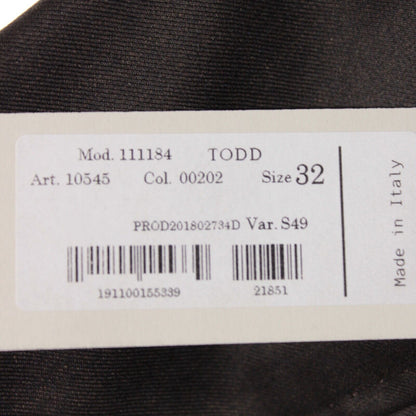 Mod. 111184 TODD
Art. 10545 Col. 00202 Size 32
PROD201802734D Var. S49
191100155339 21851
Made in Italy